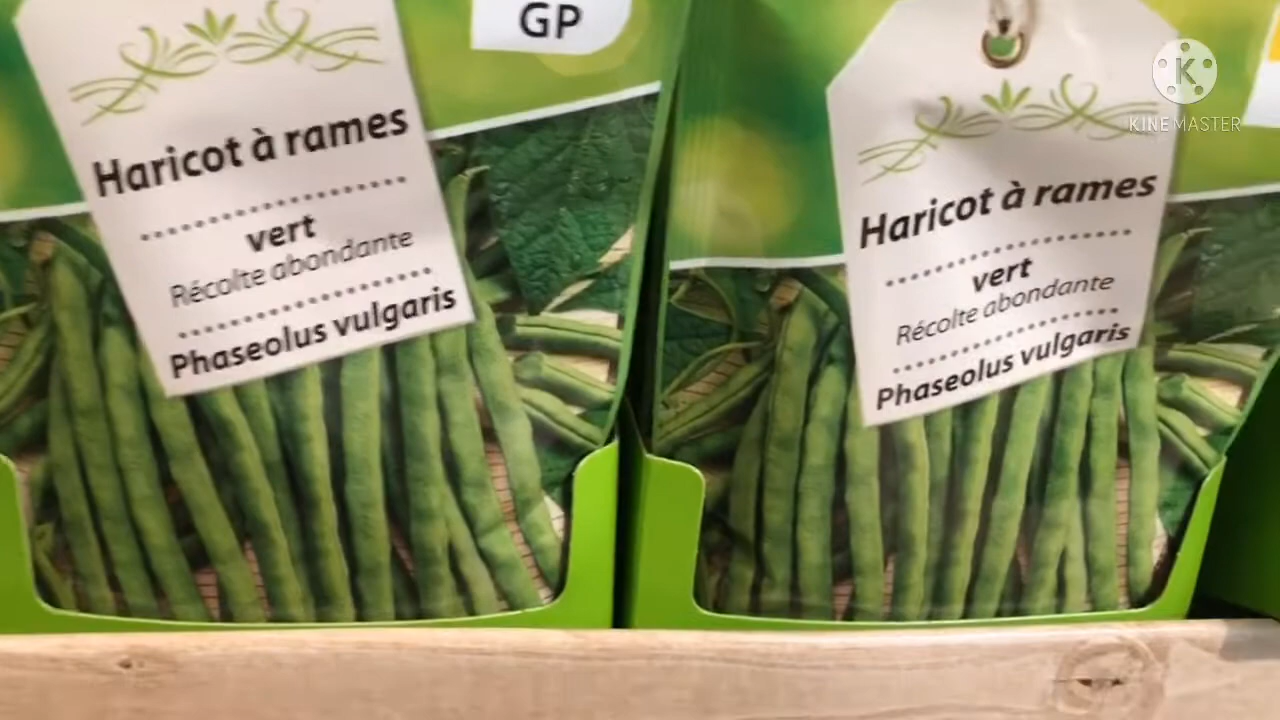 GP
Haricot à rames
vert
Récolte abondante
Phaseolus vulgaris
Haricot à rames
vert
Récolte abondante
Phaseolus vulgaris
K
KINEMASTER